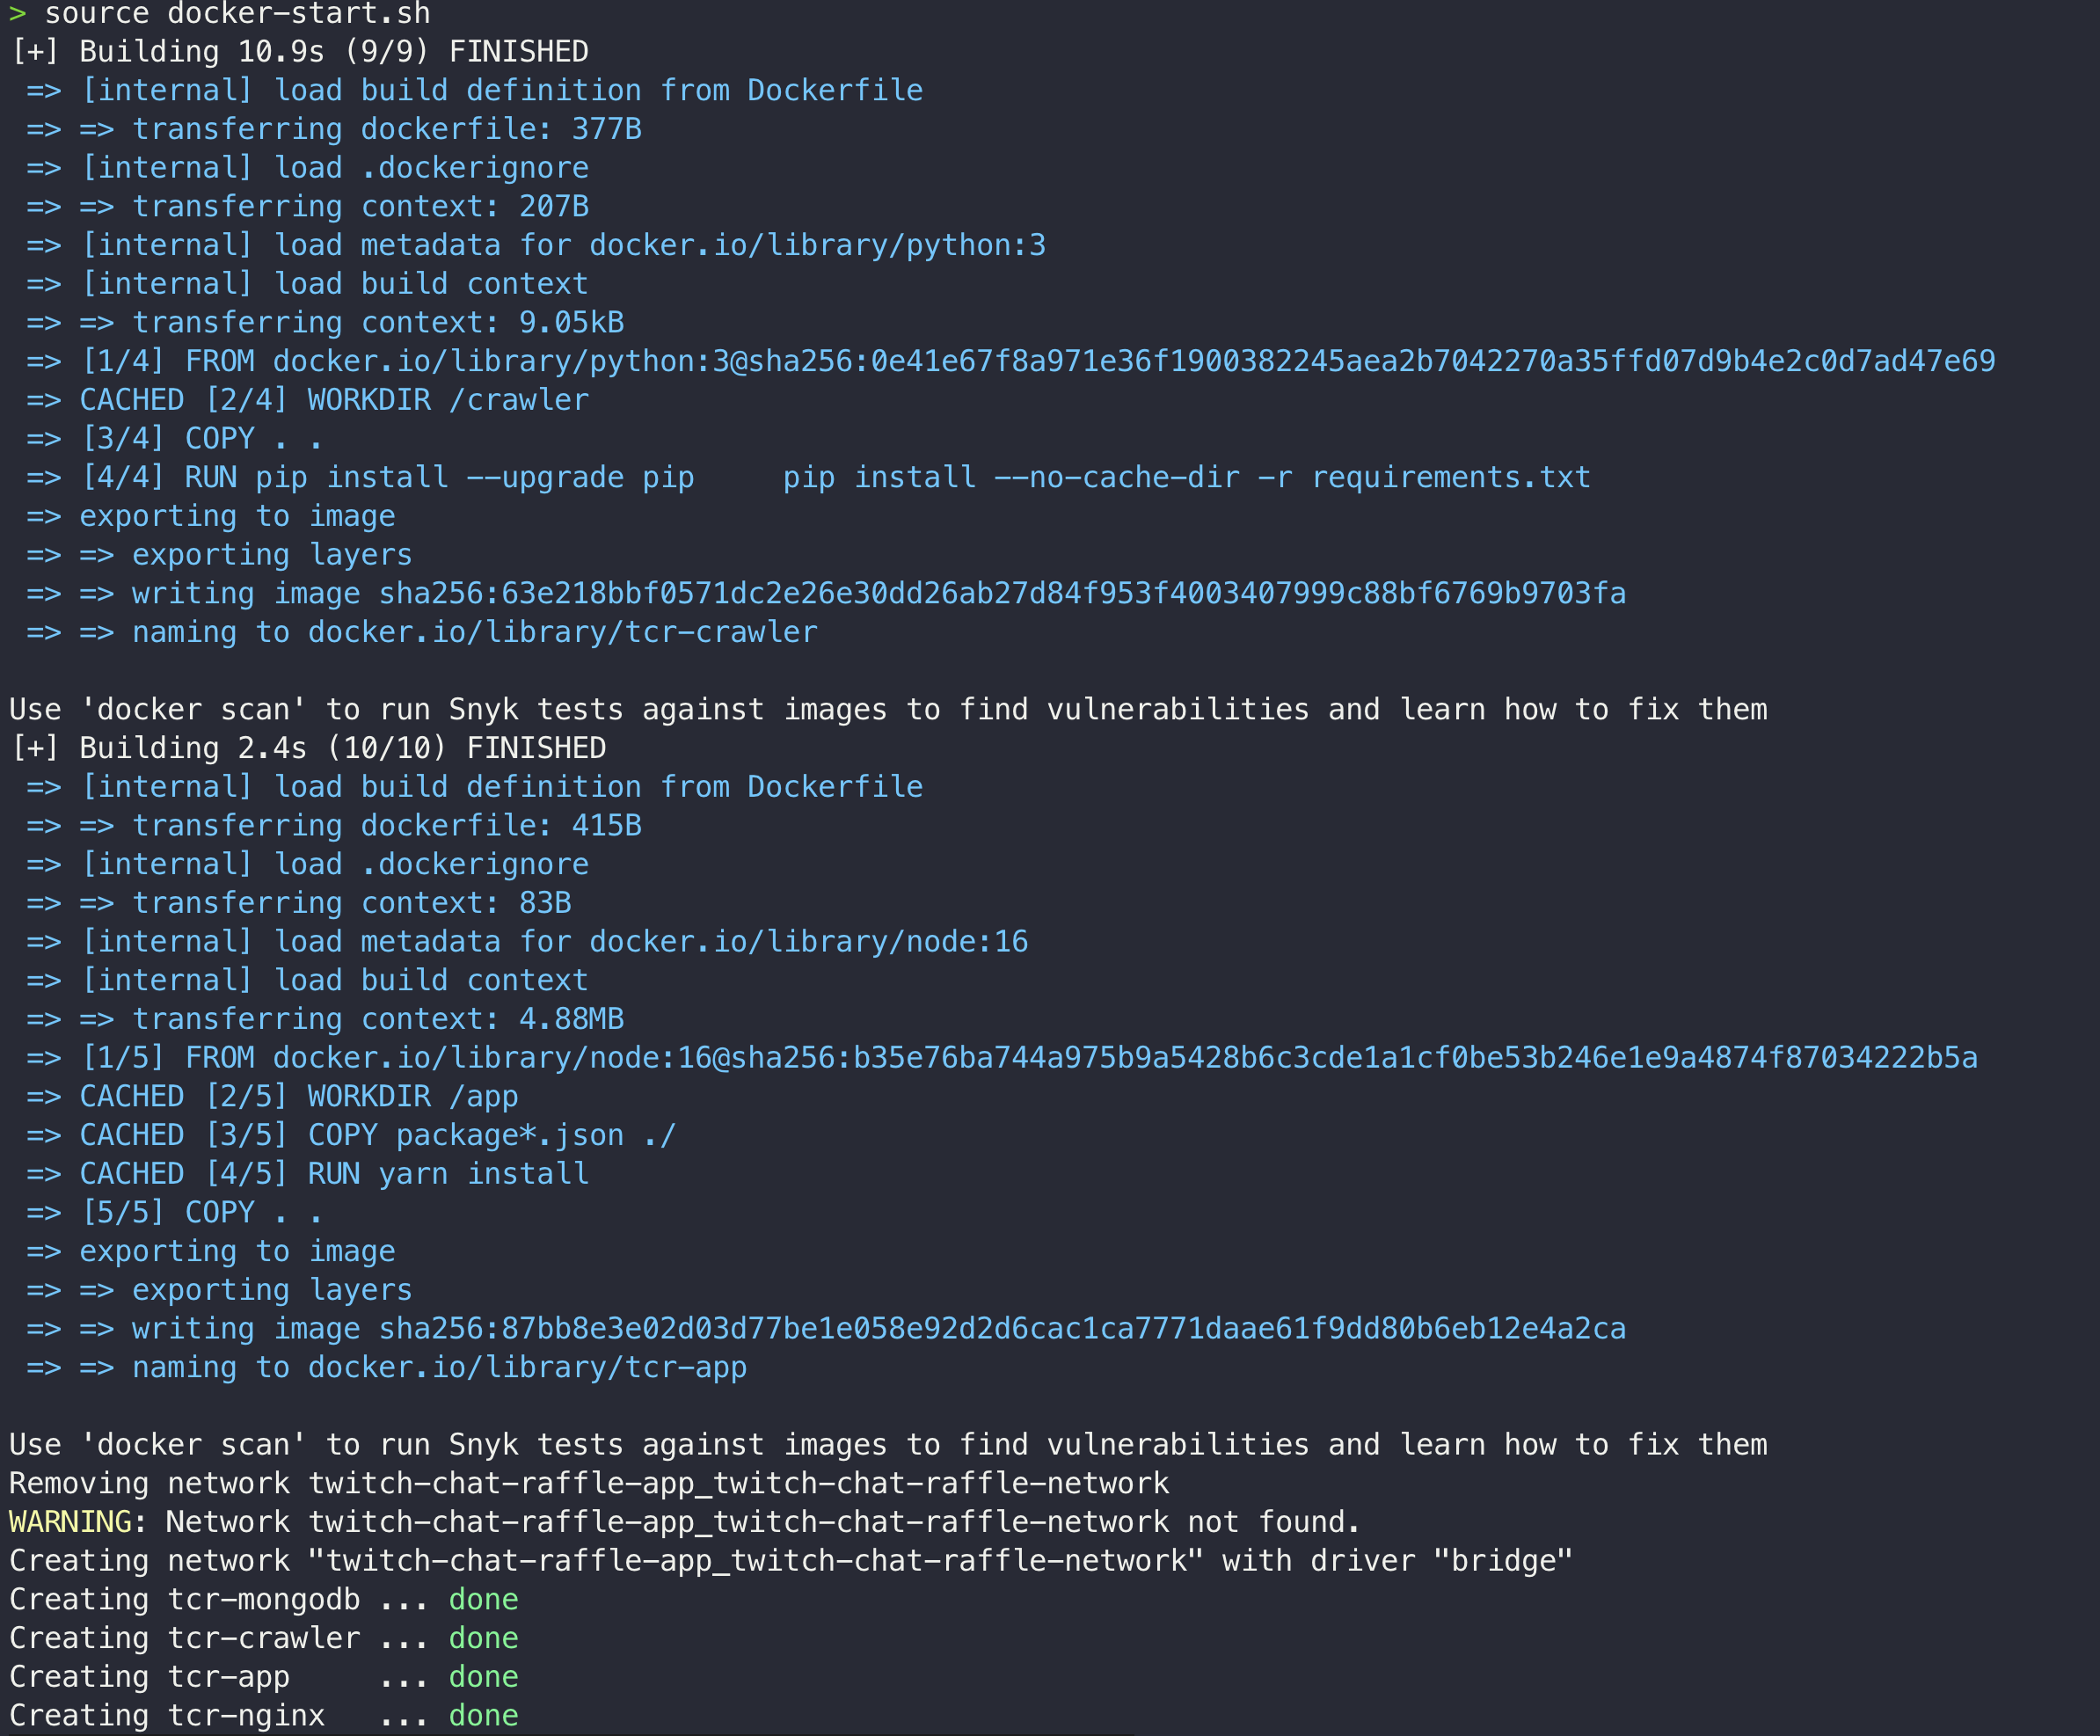 > source docker-start.sh
[+] Building 10.9s (9/9) FINISHED
=> [internal] load build definition from Dockerfile
=> => transferring dockerfile: 377B
=> [internal] load .dockerignore
=> => transferring context: 207B
=> [internal] load metadata for docker.io/library/python:3
=> [internal] load build context
=> => transferring context: 9.05kB
=> [1/4] FROM docker.io/library/python:3@sha256:0e41e67f8a971e36f1900382245aea2b7042270a35ffd07d9b4e2c0d7ad47e69
=> CACHED [2/4] WORKDIR /crawler
=> [3/4] COPY . .
=> [4/4] RUN pip install --upgrade pip     pip install --no-cache-dir -r requirements.txt
=> exporting to image
=> => exporting layers
=> => writing image sha256:63e218bbf0571dc2e26e30dd26ab27d84f953f4003407999c88bf6769b9703fa
=> => naming to docker.io/library/tcr-crawler
Use 'docker scan' to run Snyk tests against images to find vulnerabilities and learn how to fix them
[+] Building 2.4s (10/10) FINISHED
=> [internal] load build definition from Dockerfile
=> => transferring dockerfile: 415B
=> [internal] load .dockerignore
=> => transferring context: 83B
=> [internal] load metadata for docker.io/library/node:16
=> [internal] load build context
=> => transferring context: 4.88MB
=> [1/5] FROM docker.io/library/node:16@sha256:b35e76ba744a975b9a5428b6c3cde1a1cf0be53b246e1e9a4874f87034222b5a
=> CACHED [2/5] WORKDIR /app
=> CACHED [3/5] COPY package*.json ./
=> CACHED [4/5] RUN yarn install
=> [5/5] COPY . .
=> exporting to image
=> => exporting layers
=> => writing image sha256:87bb8e3e02d03d77be1e058e92d2d6cac1ca7771daae61f9dd80b6eb12e4a2ca
=> => naming to docker.io/library/tcr-app
Use 'docker scan' to run Snyk tests against images to find vulnerabilities and learn how to fix them
Removing network twitch-chat-raffle-app_twitch-chat-raffle-network
WARNING: Network twitch-chat-raffle-app_twitch-chat-raffle-network not found.
Creating network "twitch-chat-raffle-app_twitch-chat-raffle-network" with driver "bridge"
Creating tcr-mongodb ... done
Creating tcr-crawler ... done
Creating tcr-app     ... done
Creating tcr-nginx   ... done